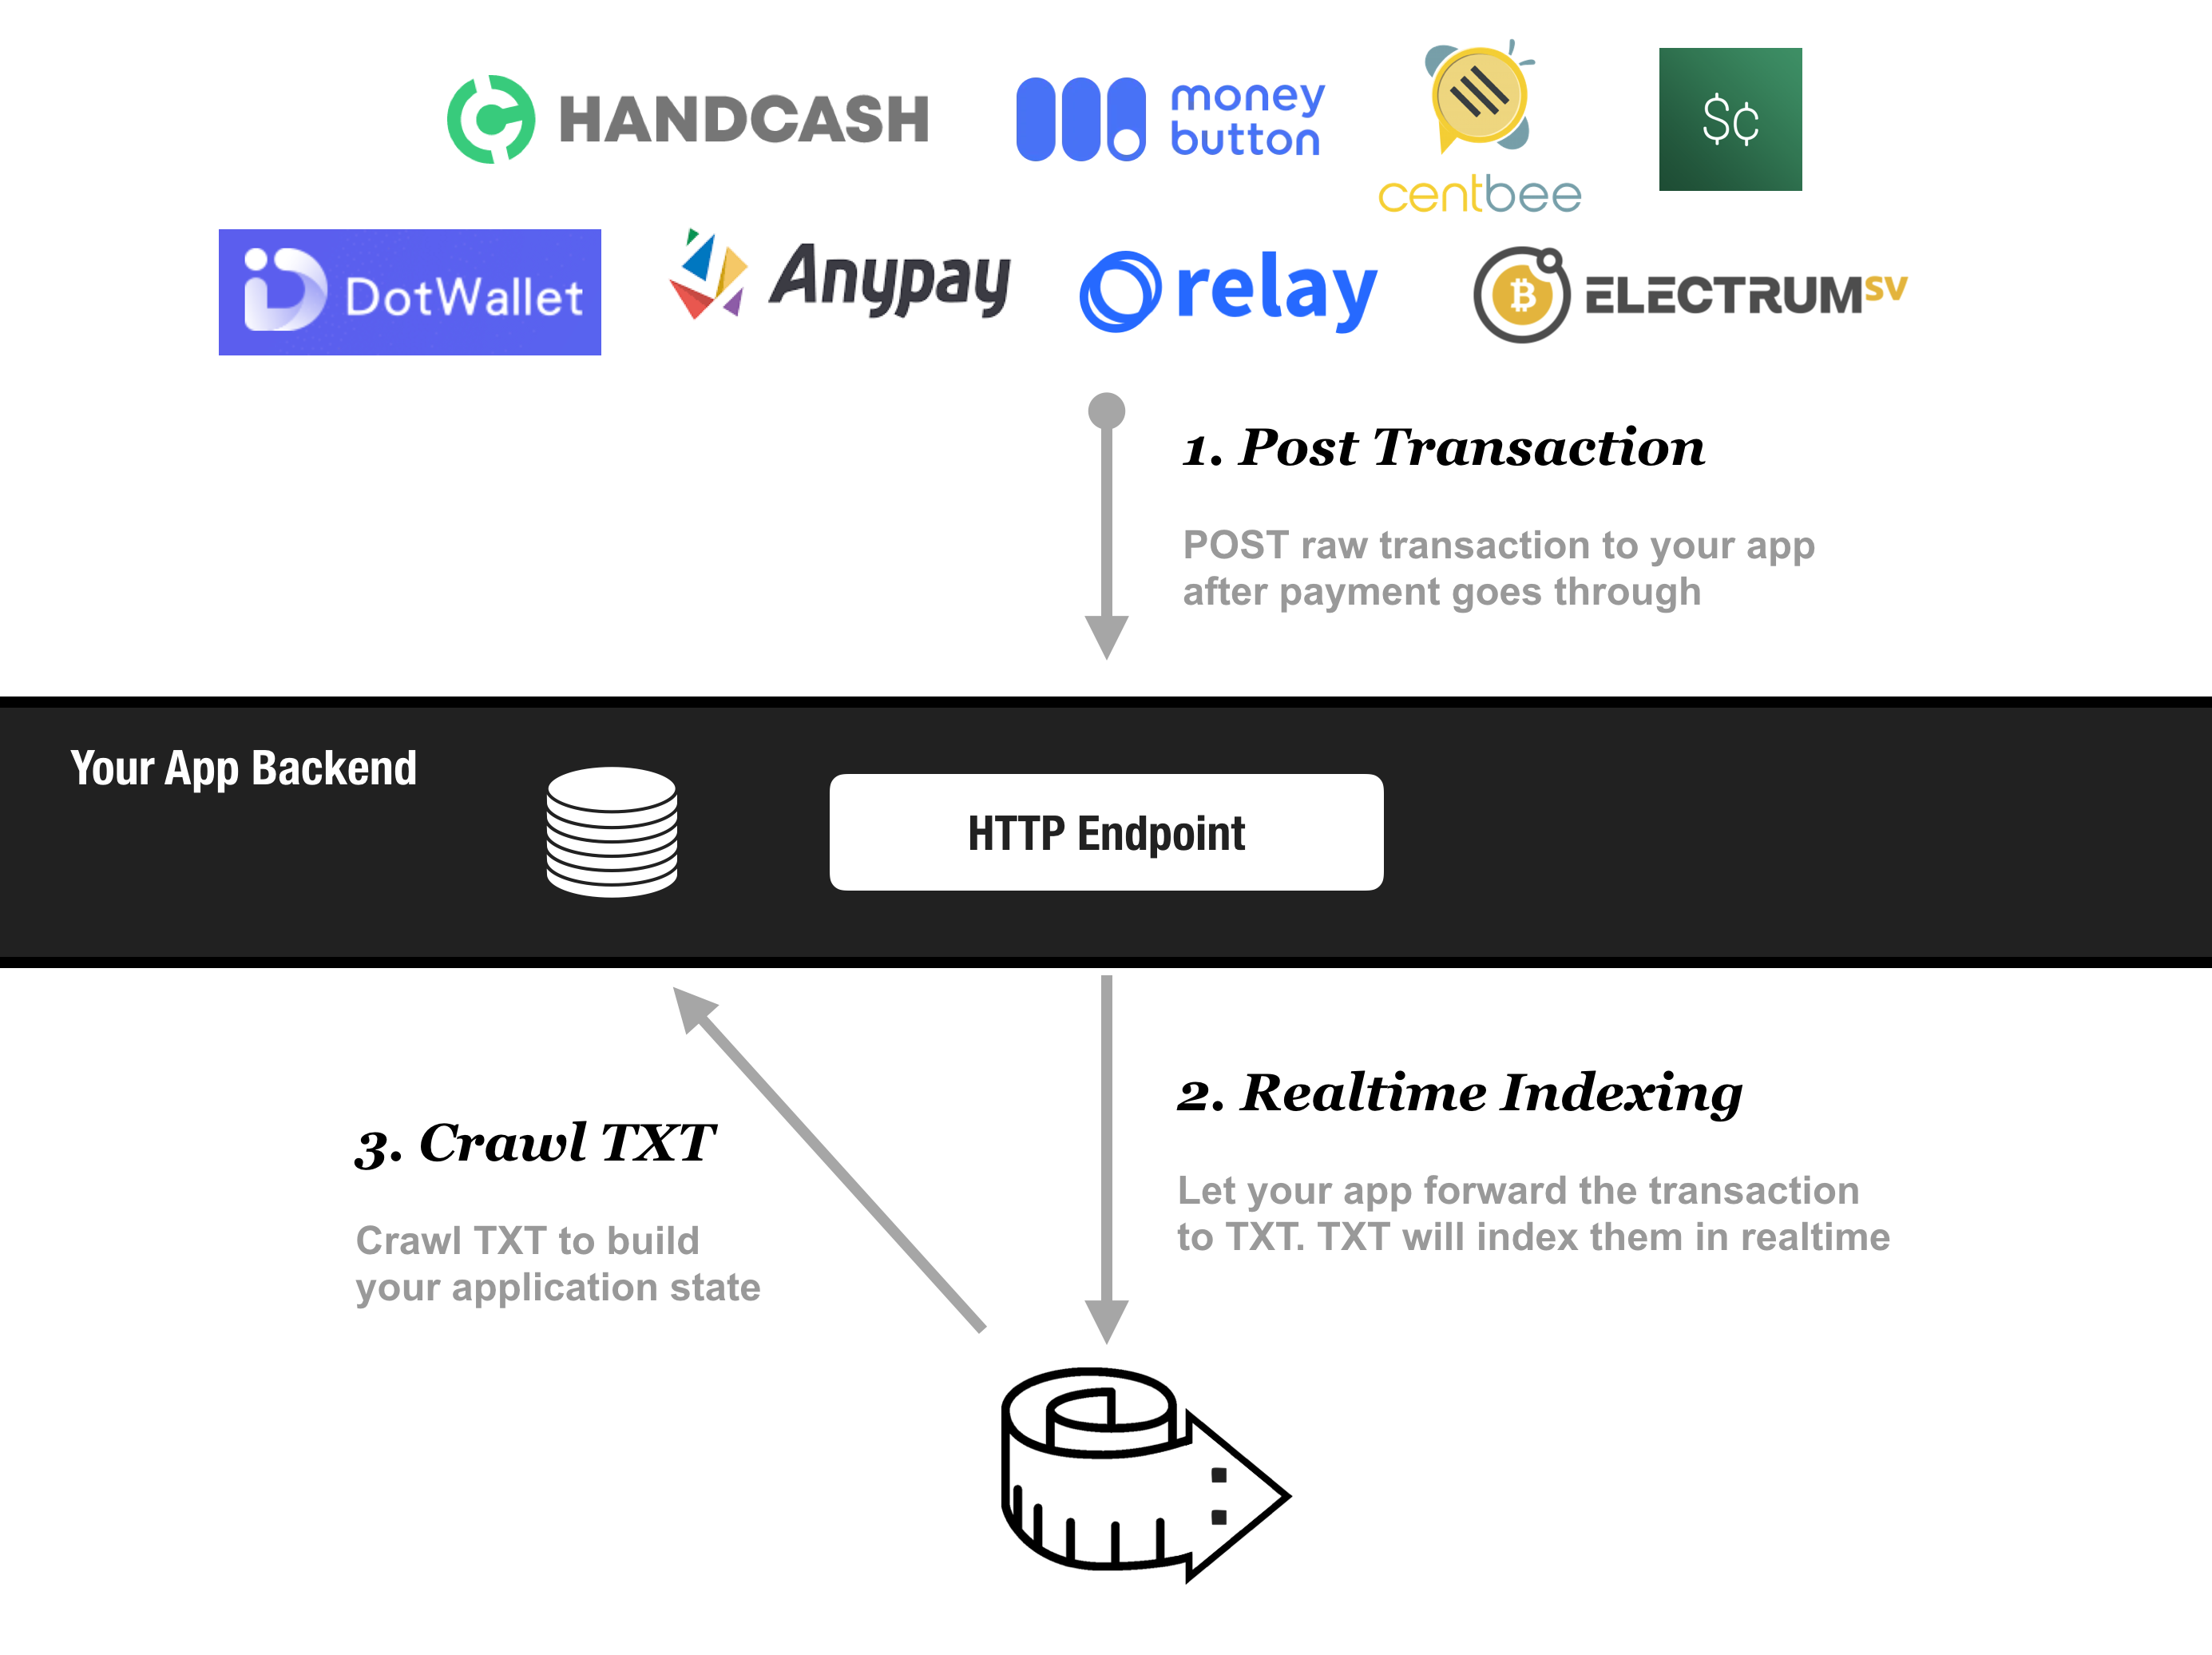 HANDCASH
money
button
centbee
$¢
DotWallet
Anypay
relay
ELECTRUMSV
1. Post Transaction
POST raw transaction to your app
after payment goes through
Your App Backend
HTTP Endpoint
2. Realtime Indexing
Let your app forward the transaction
to TXT. TXT will index them in realtime
3. Crawl TXT
Crawl TXT to build
your application state